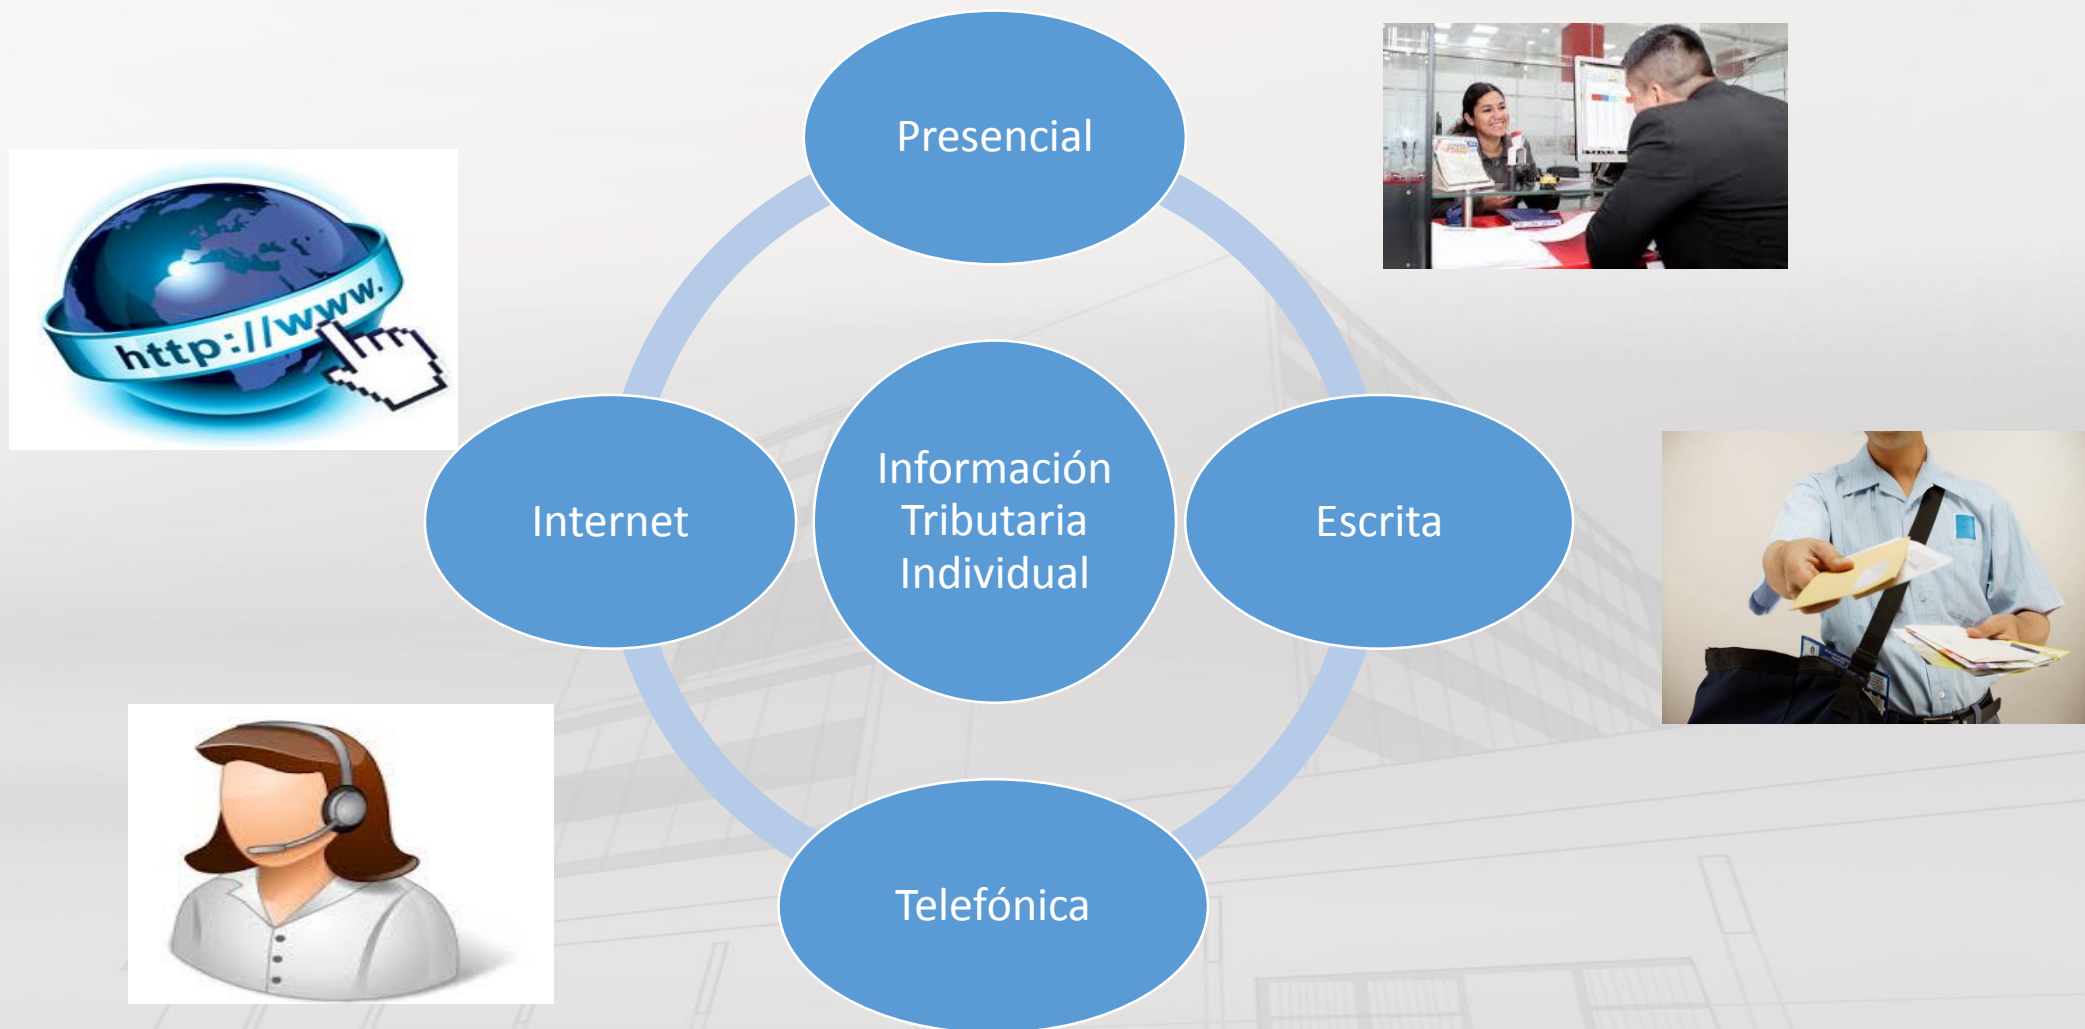 Presencial
http://www.
Información
Tributaria
Individual
Internet
Escrita
Telefónica